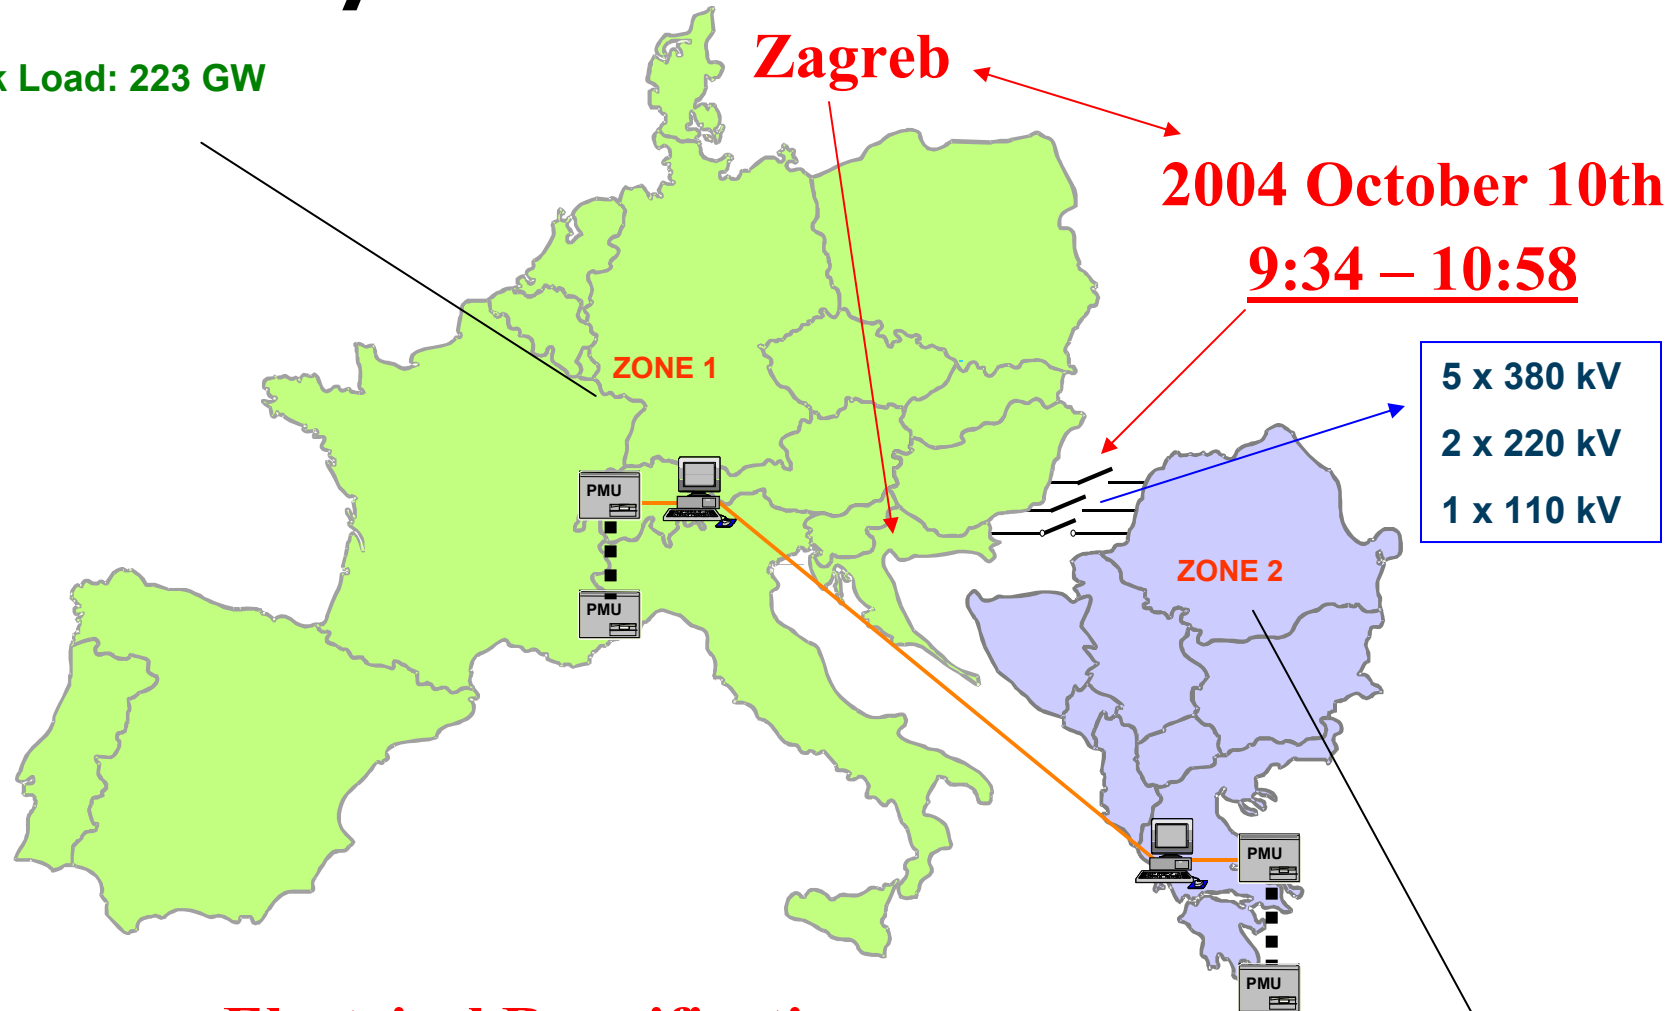 Load: 223 GW
Zagreb
2004 October 10th
9:34 – 10:58
ZONE 1
5 x 380 kV
2 x 220 kV
1 x 110 kV
PMU
ZONE 2
PMU
PMU
PMU